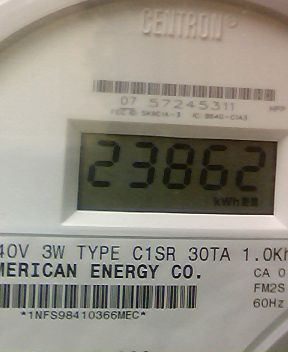 CENTRON®
07 57245311
23862
kWh
40V 3W TYPE C1SR 30TA 1.0Kh
MERICAN ENERGY CO.
CA 0
FM2S
60Hz
*1NFS98410366MEC*